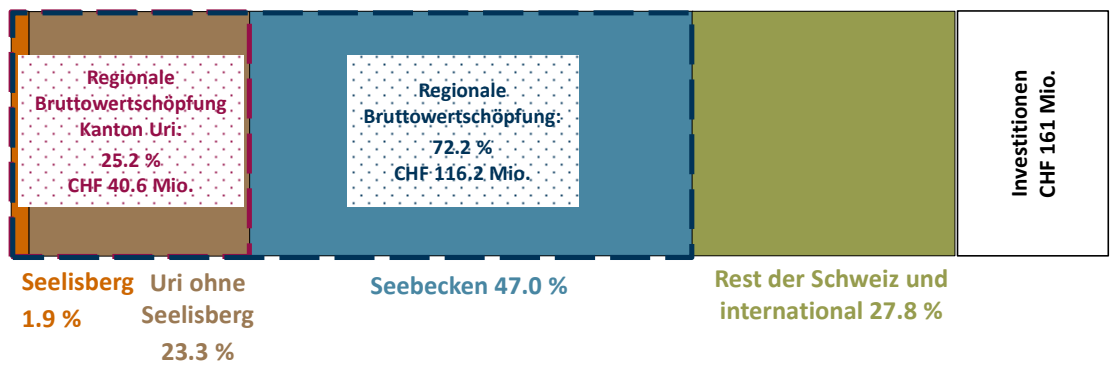 Regionale
Bruttowertschöpfung
Kanton Uri:
25.2 %
CHF 40.6 Mio.
Regionale
Bruttowertschöpfung:
72.2 %
CHF 116.2 Mio.
Investitionen
CHF 161 Mio.
Seelisberg
1.9 %
Uri ohne
Seelisberg
23.3 %
Seebecken 47.0 %
Rest der Schweiz und
international 27.8 %